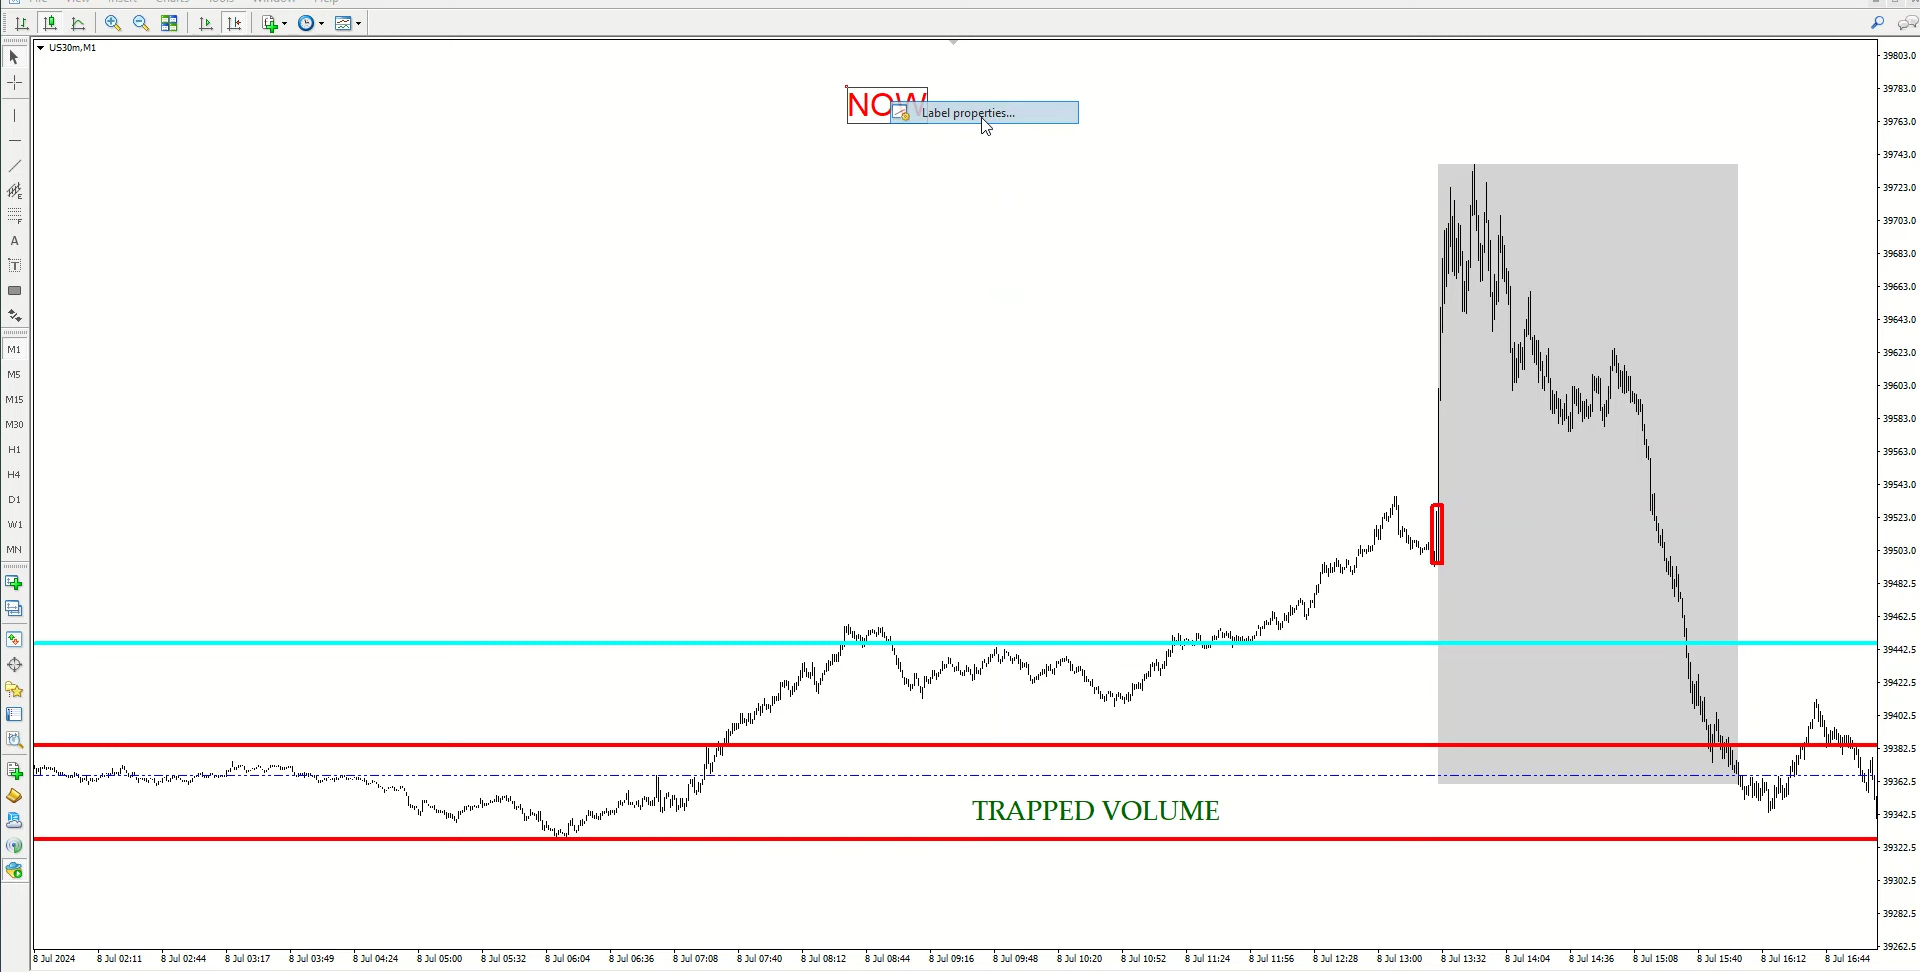 File View Insert Charts Tools Window Help
US30m,M1
NOW
Label properties...
E
F
A
T
M1
M5
M15
M30
H1
H4
D1
W1
MN
TRAPPED VOLUME
39803.0
39783.0
39763.0
39743.0
39723.0
39703.0
39683.0
39663.0
39643.0
39623.0
39603.0
39583.0
39563.0
39543.0
39523.0
39503.0
39482.5
39462.5
39442.5
39422.5
39402.5
39382.5
39362.5
39342.5
39322.5
39302.5
39282.5
39262.5
8 Jul 2024 8 Jul 02:11 8 Jul 02:44 8 Jul 03:17 8 Jul 03:49 8 Jul 04:24 8 Jul 05:00 8 Jul 05:32 8 Jul 06:04 8 Jul 06:36 8 Jul 07:08 8 Jul 07:40 8 Jul 08:12 8 Jul 08:44 8 Jul 09:16 8 Jul 09:48 8 Jul 10:20 8 Jul 10:52 8 Jul 11:24 8 Jul 11:56 8 Jul 12:28 8 Jul 13:00 8 Jul 13:32 8 Jul 14:04 8 Jul 14:36 8 Jul 15:08 8 Jul 15:40 8 Jul 16:12 8 Jul 16:44